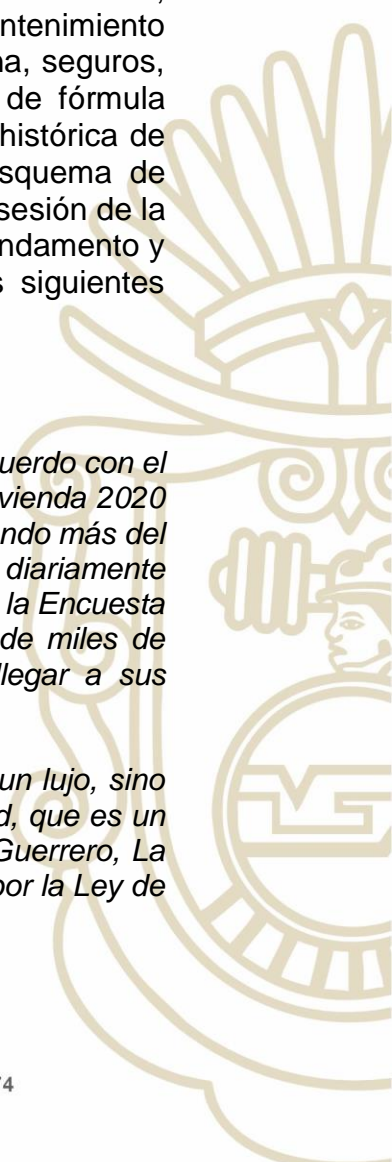 ntenimiento
na, seguros,
de fórmula
histórica de
squema de
sesión de la
ndamento y
s siguientes
uerdo con el
vienda 2020
ando más del
diariamente
la Encuesta
de miles de
llegar a sus
un lujo, sino
d, que es un
Guerrero, La
por la Ley de
74